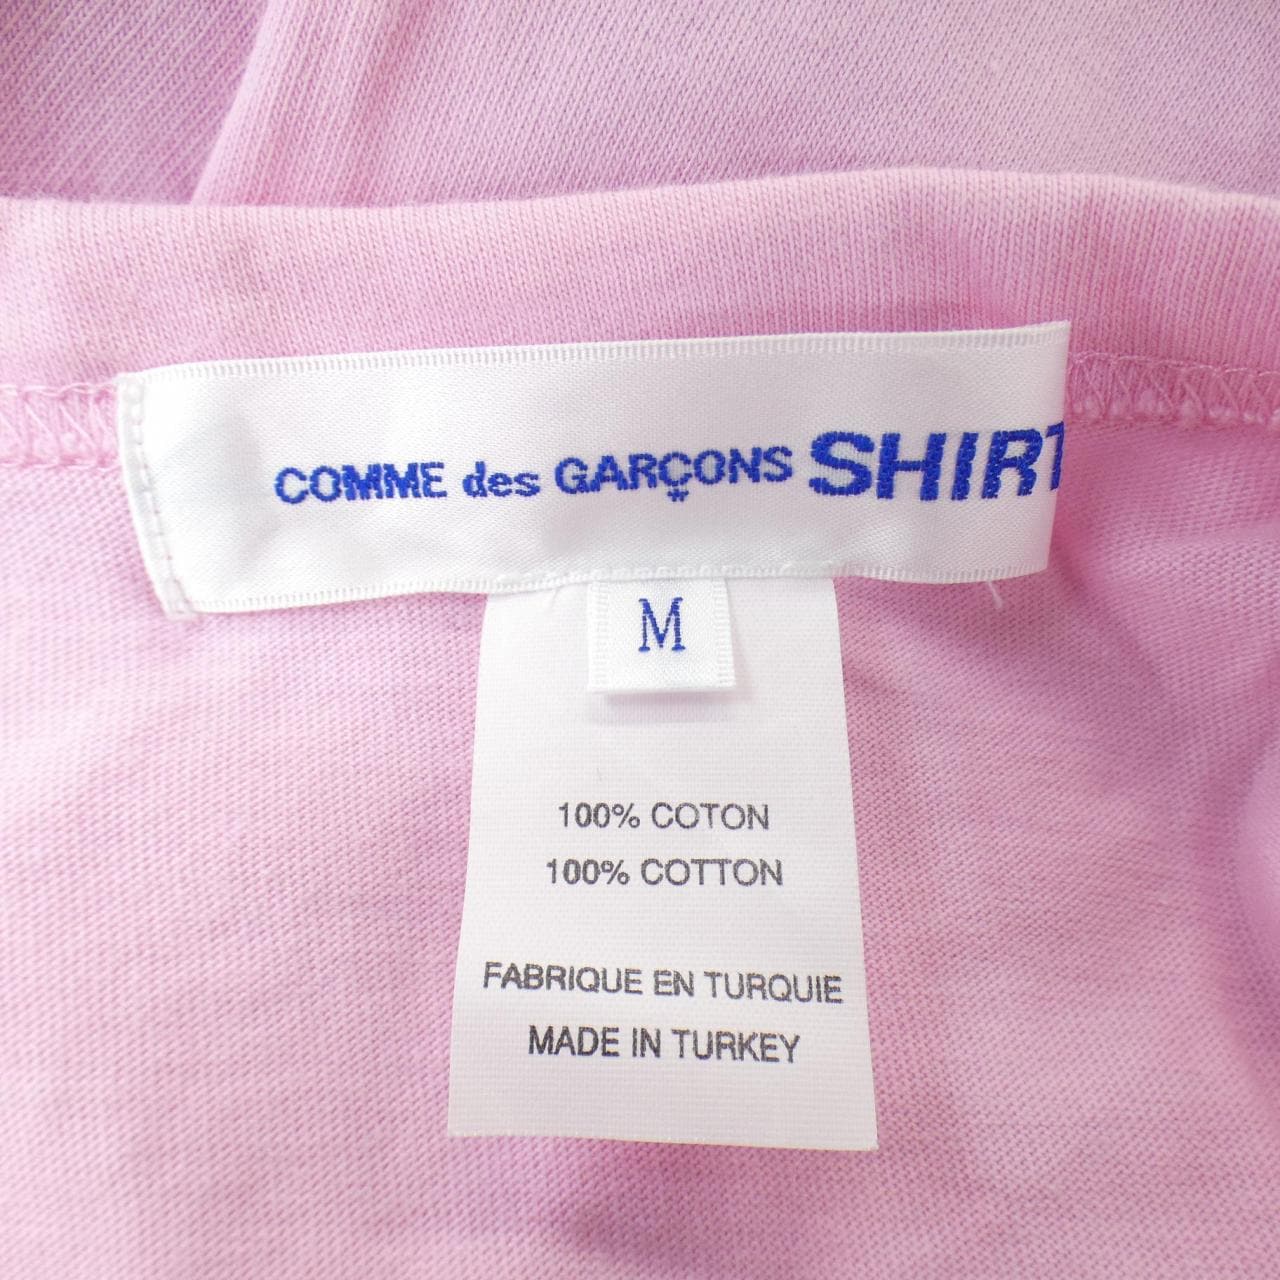 COMME des GARÇONS SHIRT
M
100% COTON
100% COTTON
FABRIQUE EN TURQUIE
MADE IN TURKEY